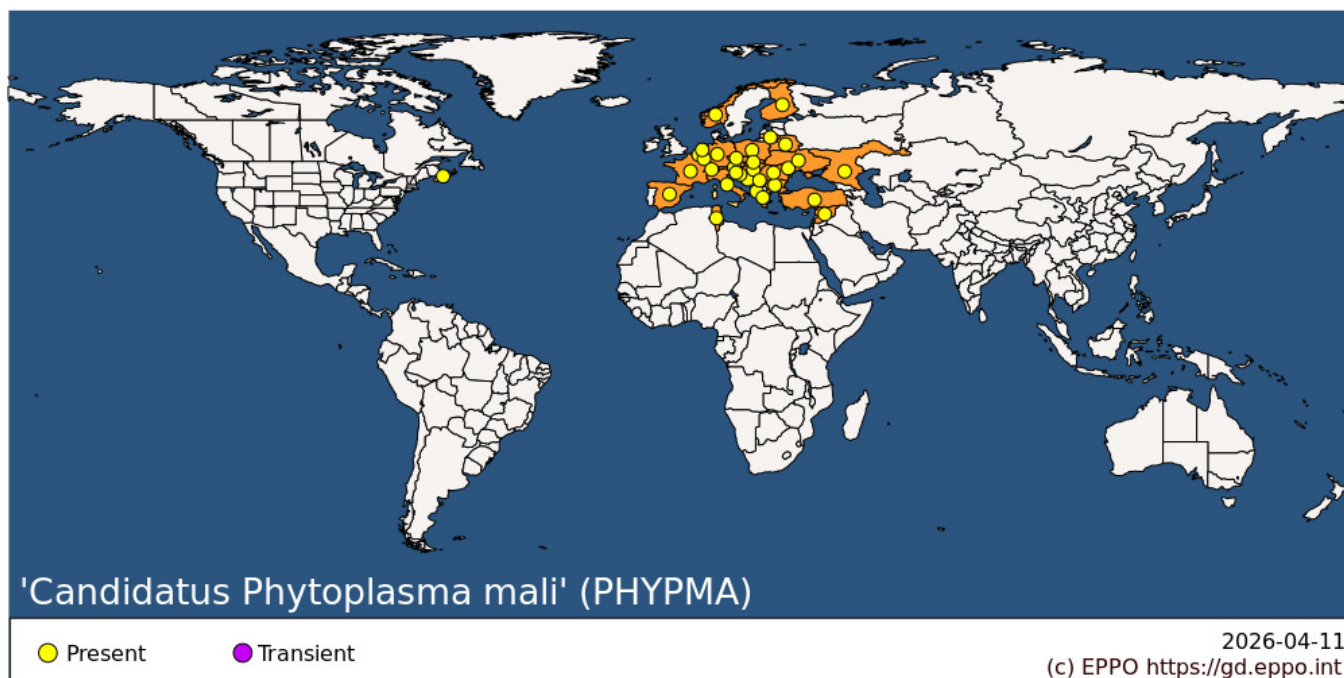 'Candidatus Phytoplasma mali' (PHYPMA)
Present
Transient
2026-04-11
(c) EPPO https://gd.eppo.int